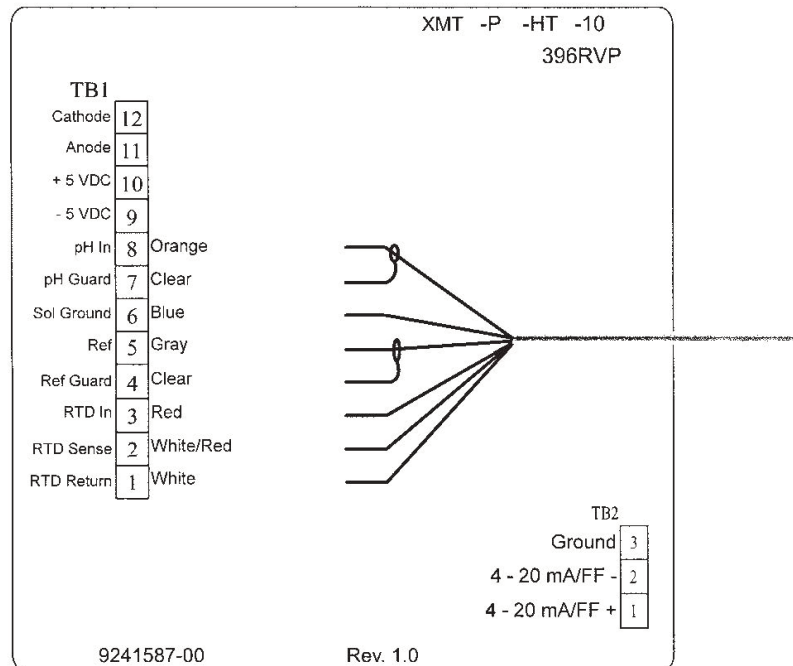 XMT -P -HT -10
396RVP
TB1
Cathode 12
Anode 11
+ 5 VDC 10
- 5 VDC 9
pH In 8 Orange
pH Guard 7 Clear
Sol Ground 6 Blue
Ref 5 Gray
Ref Guard 4 Clear
RTD In 3 Red
RTD Sense 2 White/Red
RTD Return 1 White
TB2
Ground 3
4 - 20 mA/FF - 2
4 - 20 mA/FF + 1
9241587-00 Rev. 1.0